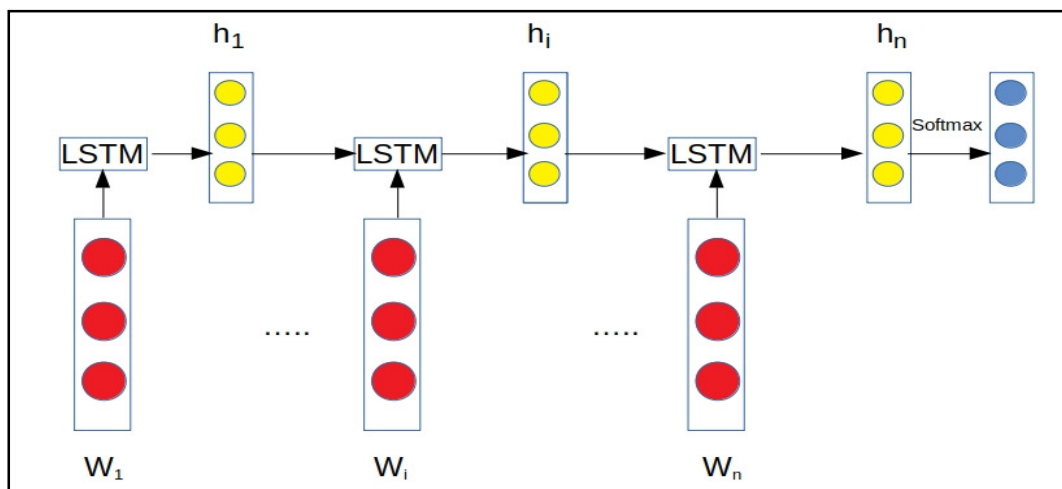 h₁ hᵢ hₙ
Softmax
LSTM LSTM LSTM
..... .....
W₁ Wᵢ Wₙ